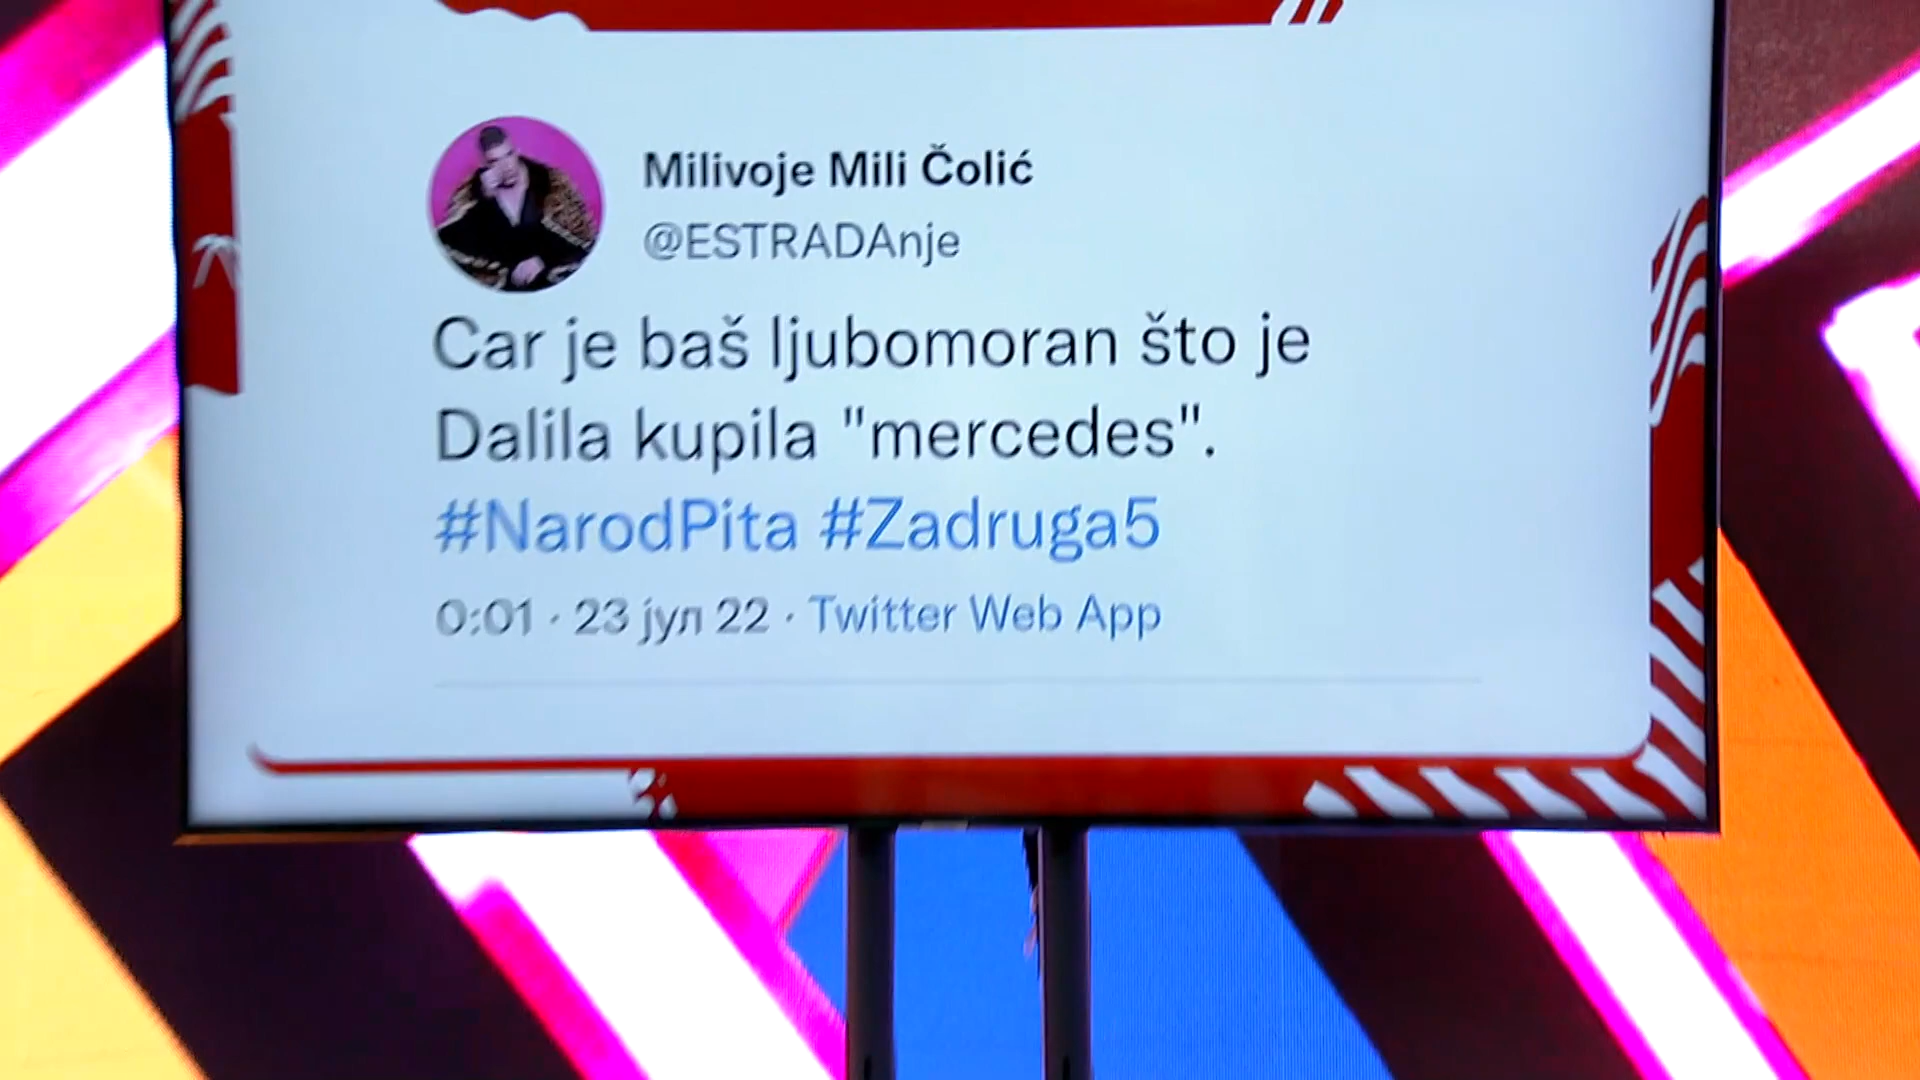 Milivoje Mili Čolić
@ESTRADAnje
Car je baš ljubomoran što je
Dalila kupila "mercedes".
#NarodPita #Zadruga5
0:01 · 23 јул 22 · Twitter Web App